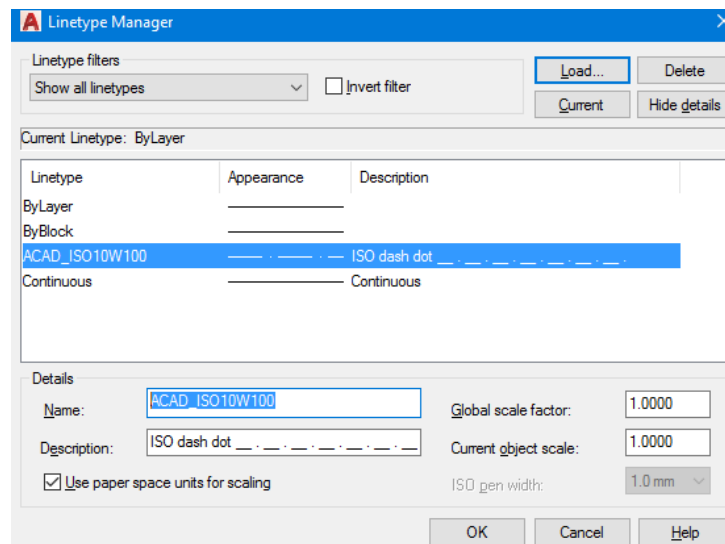 Linetype Manager
Linetype filters
Show all linetypes
Invert filter
Load...
Delete
Current
Hide details
Current Linetype: ByLayer
Linetype Appearance Description
ByLayer
ByBlock
ACAD_ISO10W100 ISO dash dot __ . __ . __ . __ . __ . __ . __ .
Continuous Continuous
Details
Name: ACAD_ISO10W100
Global scale factor: 1.0000
Description: ISO dash dot __ . __ . __ . __ . __ . __ . __
Current object scale: 1.0000
Use paper space units for scaling
ISO pen width: 1.0 mm
OK Cancel Help